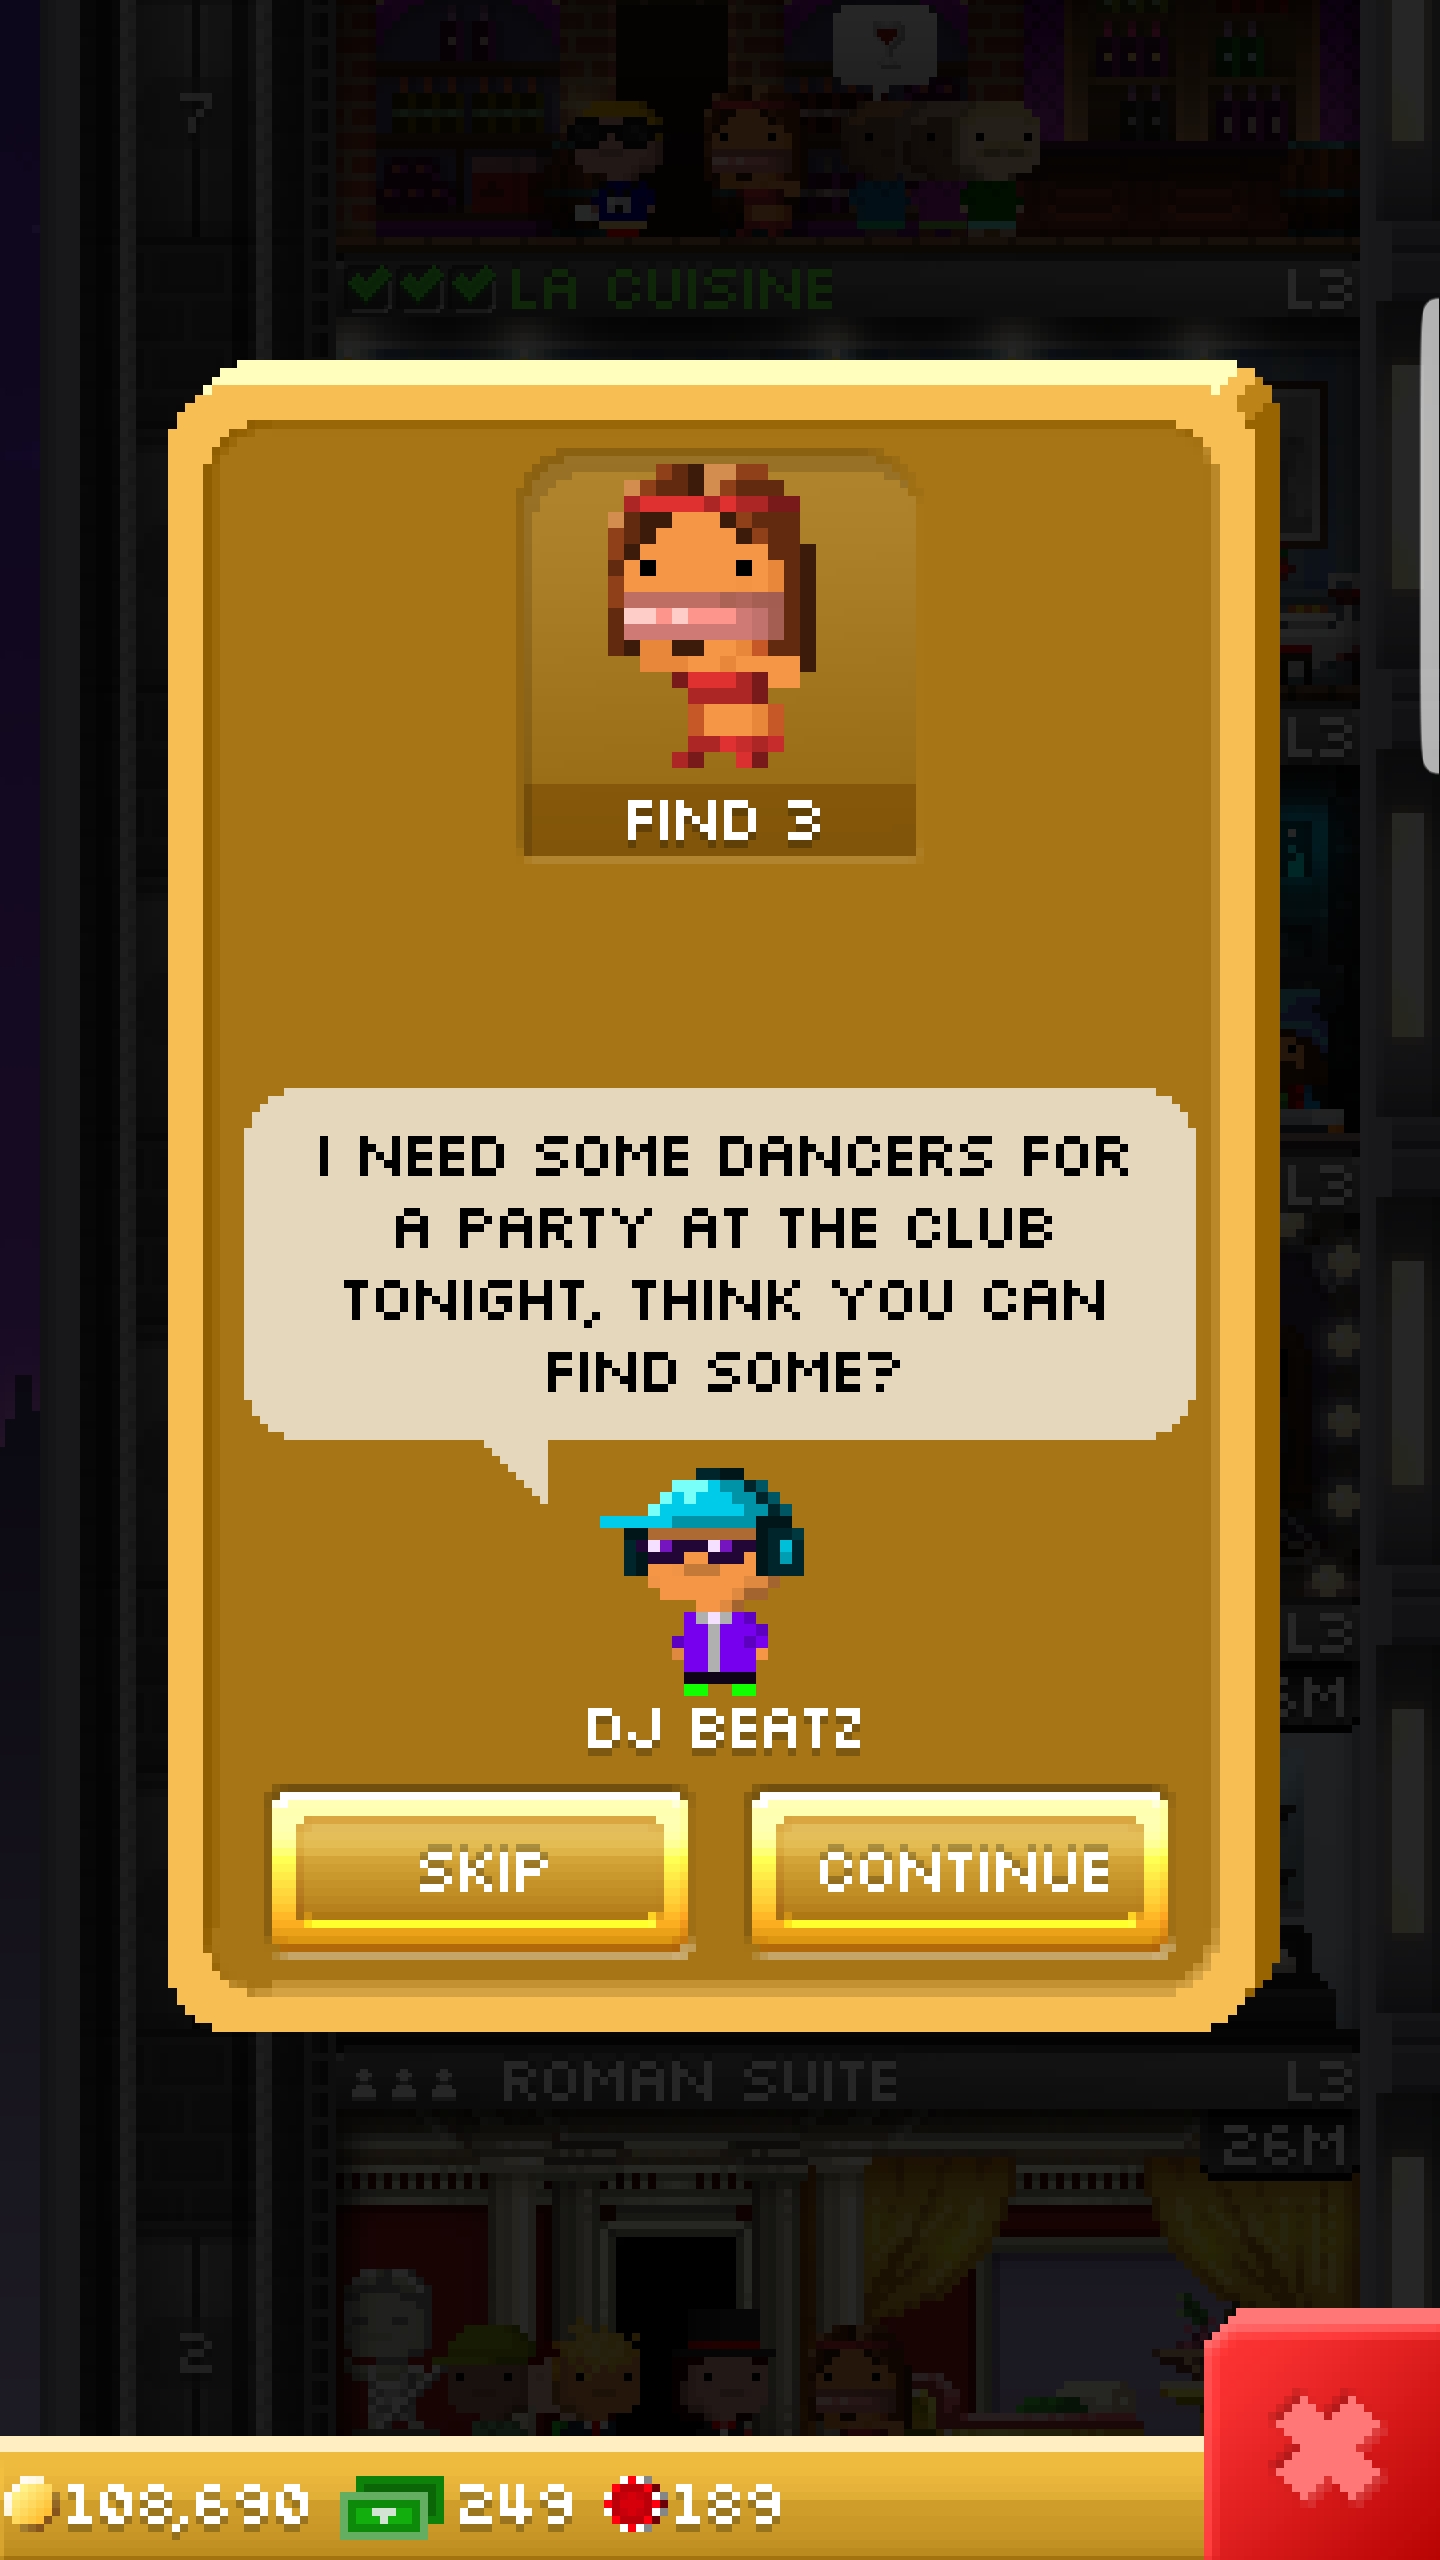 7
LA CUISINE L3
FIND 3
L3
I NEED SOME DANCERS FOR
A PARTY AT THE CLUB
TONIGHT, THINK YOU CAN
FIND SOME?
L3
L3
DJ BEATZ
SKIP CONTINUE
ROMAN SUITE L3
26M
2
108,690 249 189